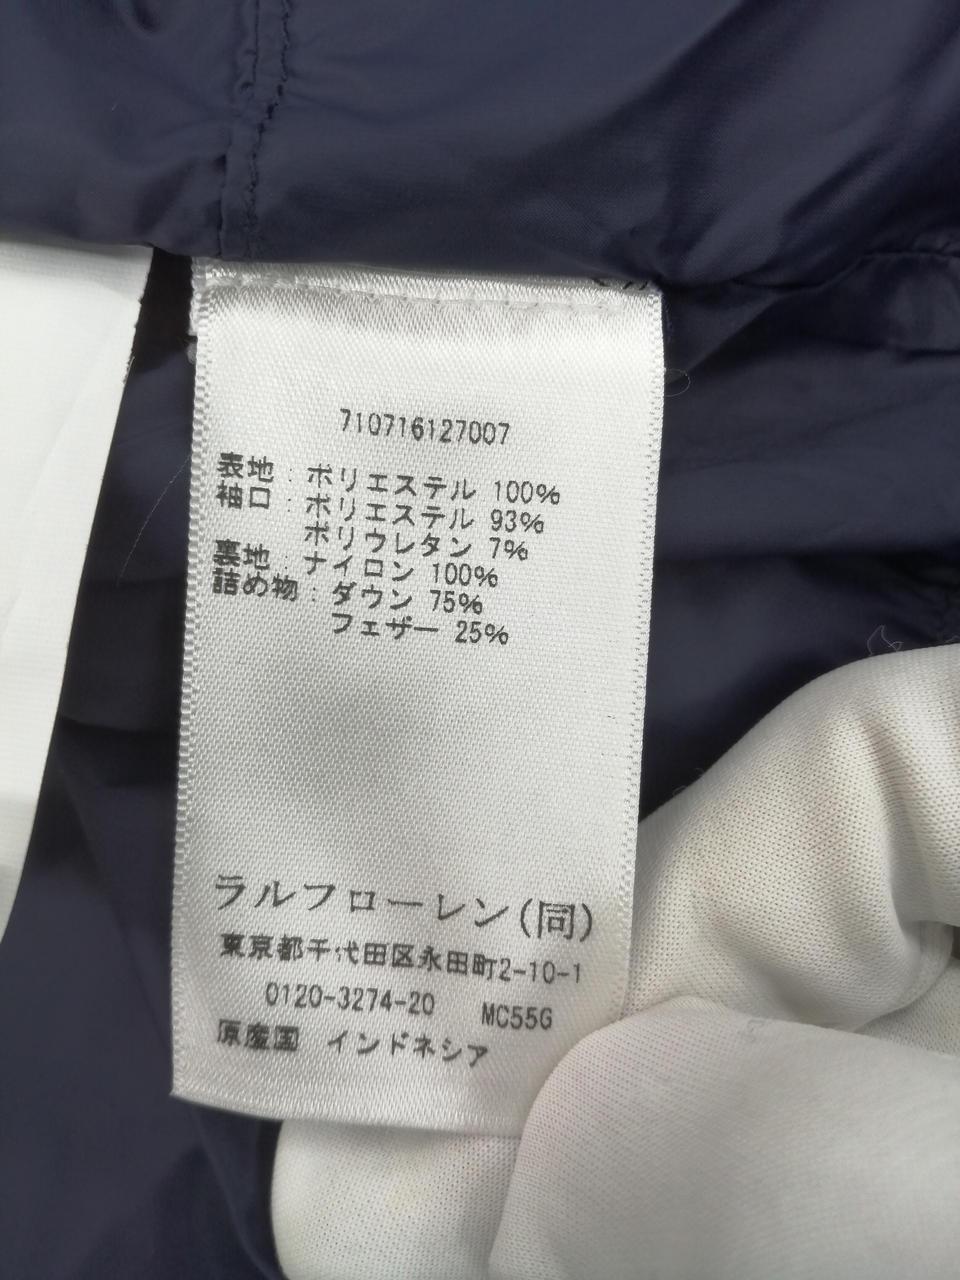 710716127007
表地：ポリエステル 100%
袖口：ポリエステル 93%
ポリウレタン 7%
裏地：ナイロン 100%
詰め物：ダウン 75%
フェザー 25%
ラルフローレン(同)
東京都千代田区永田町2-10-1
0120-3274-20 MC55G
原産国 インドネシア